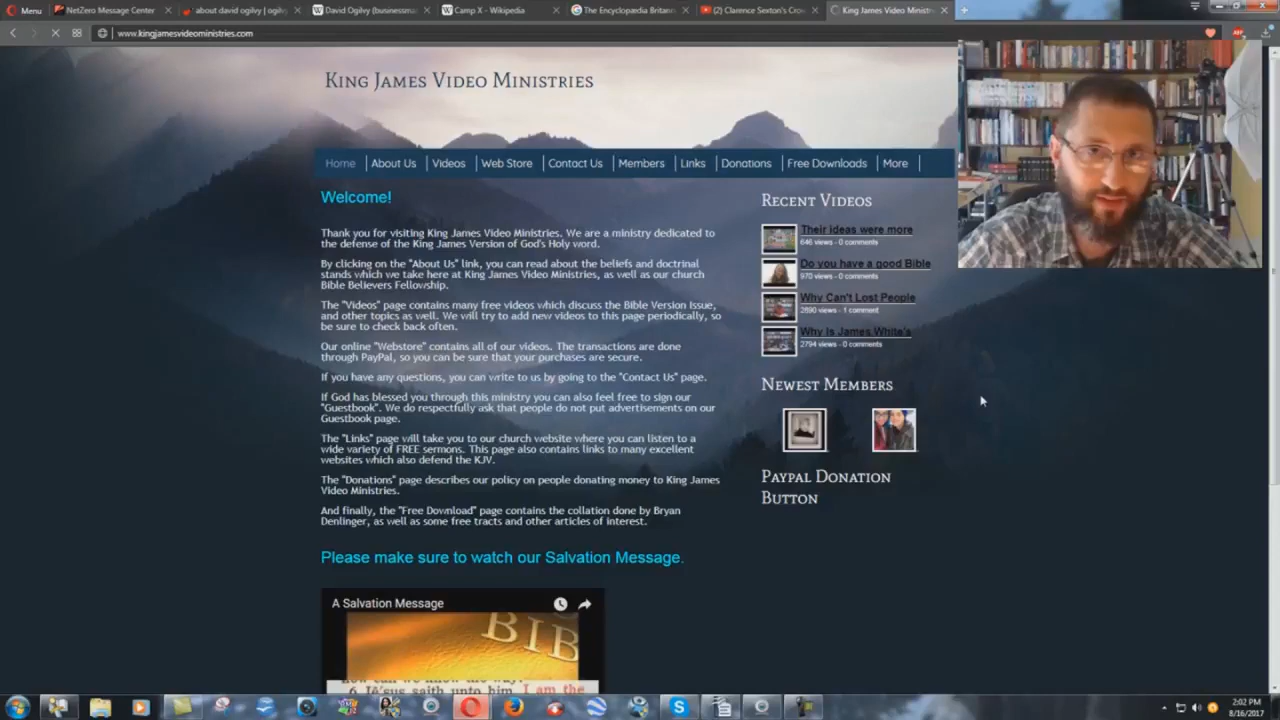 Menu
NetZero Message Center
about david ogilvy | ogilv
David Ogilvy (businessma
Camp X - Wikipedia
The Encyclopædia Britan
(2) Clarence Sexton's Cro
King James Video Ministri
www.kingjamesvideoministries.com
King James Video Ministries
Home
About Us
Videos
Web Store
Contact Us
Members
Links
Donations
Free Downloads
More
Welcome!
Thank you for visiting King James Video Ministries. We are a ministry dedicated to
the defense of the King James Version of God's Holy word.
By clicking on the "About Us" link, you can read about the beliefs and doctrinal
stands which we take here at King James Video Ministries, as well as our church
Bible Believers Fellowship.
The "Videos" page contains many free videos which discuss the Bible Version Issue,
and other topics as well. We will try to add new videos to this page periodically, so
be sure to check back often.
Our online "Webstore" contains all of our videos. The transactions are done
through PayPal, so you can be sure that your purchases are secure.
If you have any questions, you can write to us by going to the "Contact Us" page.
If God has blessed you through this ministry you can also feel free to sign our
"Guestbook". We do respectfully ask that people do not put advertisements on our
Guestbook page.
The "Links" page will take you to our church website where you can listen to a
wide variety of FREE sermons. This page also contains links to many excellent
websites which also defend the KJV.
The "Donations" page describes our policy on people donating money to King James
Video Ministries.
And finally, the "Free Download" page contains the collation done by Bryan
Denlinger, as well as some free tracts and other articles of interest.
Please make sure to watch our Salvation Message.
A Salvation Message
BIB
6. Jesus saith unto him, I am the
Recent Videos
Their ideas were more
646 views - 0 comments
Do you have a good Bible
970 views - 0 comments
Why Can't Lost People
2690 views - 1 comment
Why Is James White's
2794 views - 0 comments
Newest Members
Paypal Donation
Button
2:02 PM
8/16/2017